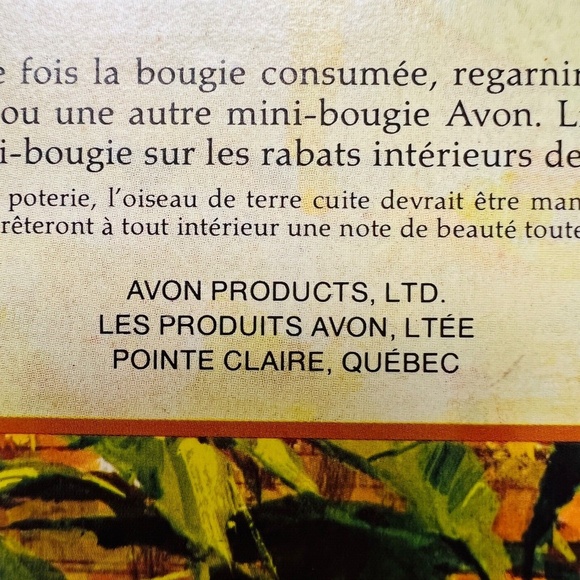 fois la bougie consumée, regarnir
ou une autre mini-bougie Avon. L
i-bougie sur les rabats intérieurs de
poterie, l'oiseau de terre cuite devrait être man
rêteront à tout intérieur une note de beauté toute
AVON PRODUCTS, LTD.
LES PRODUITS AVON, LTÉE
POINTE CLAIRE, QUÉBEC